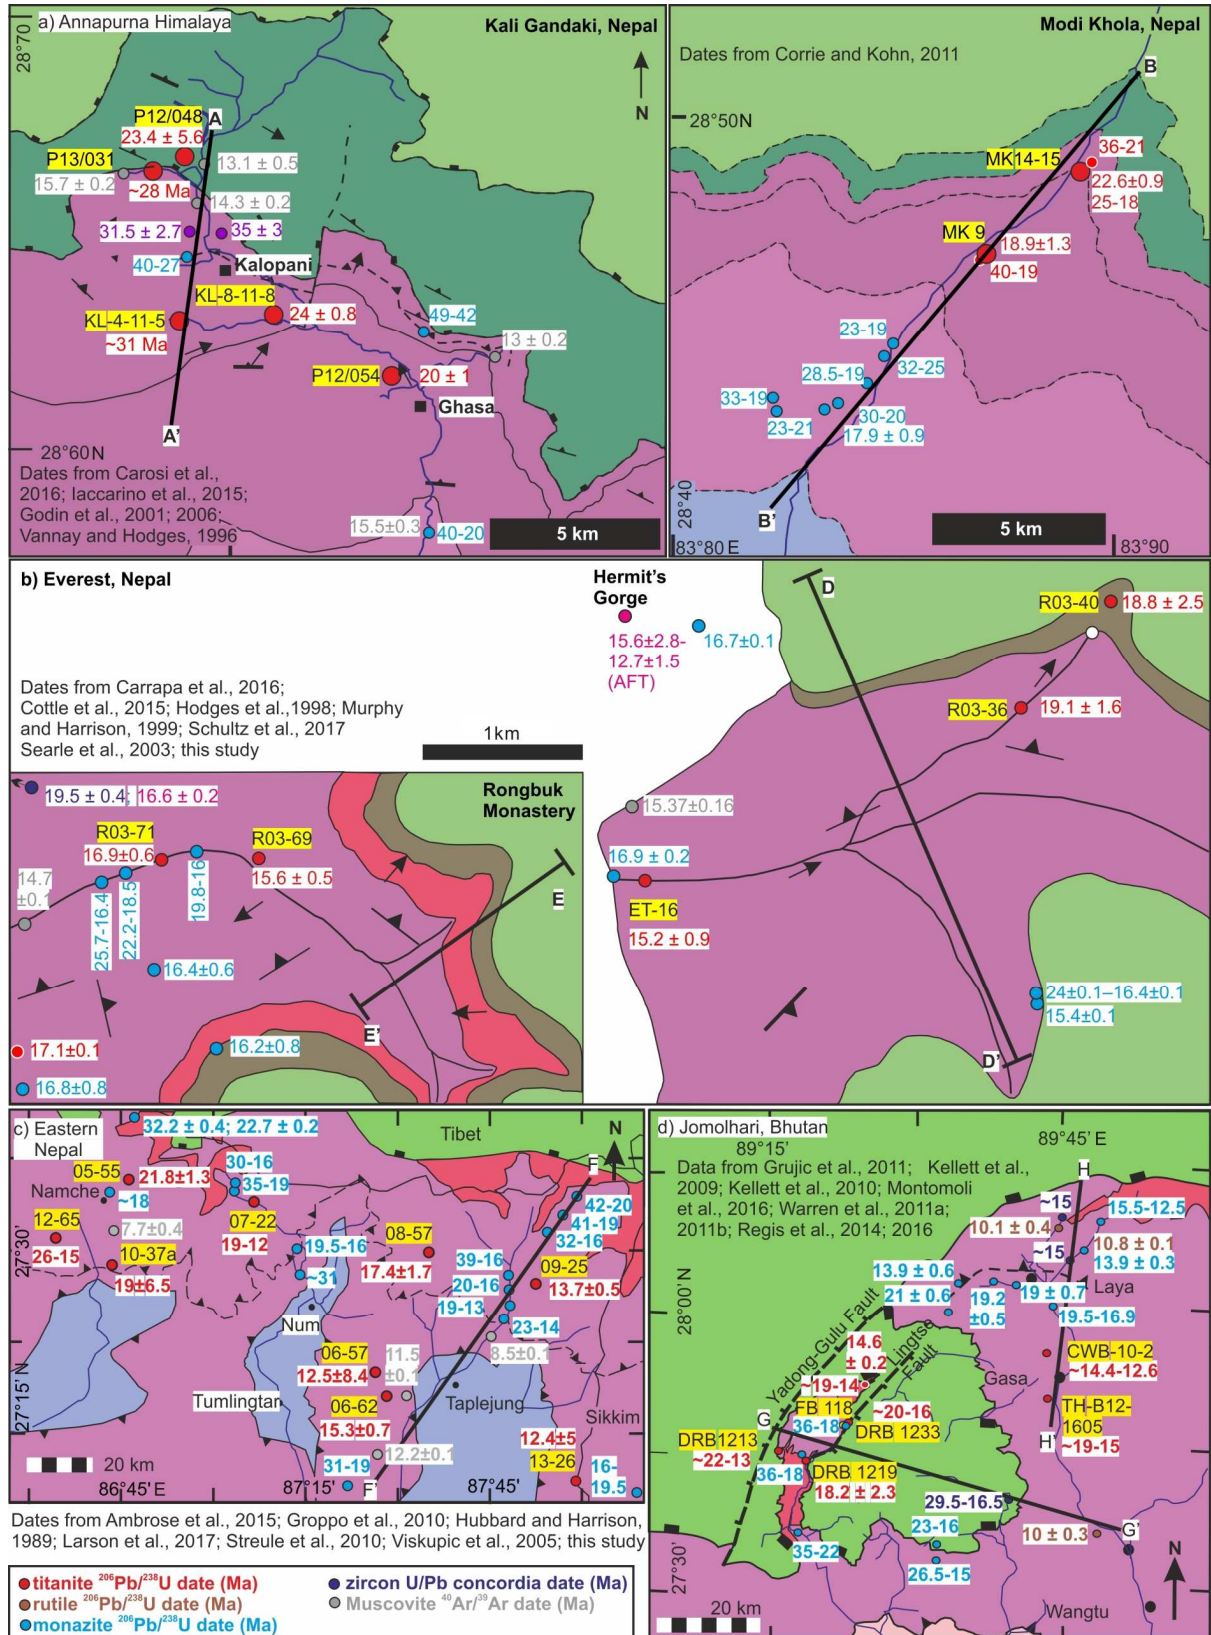 a) Annapurna Himalaya
Kali Gandaki, Nepal
28°70
N
P12/048
A
23.4 ± 5.6
P13/031
13.1 ± 0.5
15.7 ± 0.2
~28 Ma
14.3 ± 0.2
31.5 ± 2.7
35 ± 3
40-27
Kalopani
KL-8-11-8
KL-4-11-5
24 ± 0.8
49-42
~31 Ma
13 ± 0.2
P12/054
20 ± 1
Ghasa
A'
28°60
Dates from Carosi et al.,
2016; Iaccarino et al., 2015;
Godin et al., 2001; 2006;
Vannay and Hodges, 1996
15.5±0.3
40-20
5 km
Modi Khola, Nepal
Dates from Corrie and Kohn, 2011
B
28°50
N
MK14-15
36-21
22.6±0.9
25-18
MK 9
18.9±1.3
40-19
23-19
32-25
28.5-19
33-19
30-20
23-21
17.9 ± 0.9
28°40
B'
5 km
83°80 E
83°90
b) Everest, Nepal
Hermit's
Gorge
D
R03-40
18.8 ± 2.5
15.6±2.8-
12.7±1.5
(AFT)
16.7±0.1
Dates from Carrapa et al., 2016;
Cottle et al., 2015; Hodges et al.,1998; Murphy
and Harrison, 1999; Schultz et al., 2017
Searle et al., 2003; this study
R03-36
19.1 ± 1.6
1km
19.5 ± 0.4; 16.6 ± 0.2
Rongbuk
Monastery
15.37±0.16
R03-71
R03-69
16.9±0.6
15.6 ± 0.5
16.9 ± 0.2
14.7
±0.1
25.7-16.4
22.2-18.5
19.8-16
E
ET-16
15.2 ± 0.9
16.4±0.6
24±0.1–16.4±0.1
15.4±0.1
E'
17.1±0.1
16.2±0.8
D'
16.8±0.8
c) Eastern
Nepal
32.2 ± 0.4; 22.7 ± 0.2
Tibet
N
05-55
21.8±1.3
30-16
F
Namche
~18
35-19
42-20
41-19
12-65
7.7±0.4
07-22
32-16
27°30
26-15
10-37a
19-12
19.5-16
08-57
39-16
09-25
19±6.5
~31
17.4±1.7
20-16
13.7±0.5
19-13
Num
23-14
06-57
11.5
±0.1
8.5±0.1
27°15' N
12.5±8.4
Tumlingtar
06-62
Taplejung
Sikkim
15.3±0.7
12.4±5
20 km
12.2±0.1
13-26
31-19
16-
19.5
86°45' E
87°15'
F'
87°45'
Dates from Ambrose et al., 2015; Groppo et al., 2010; Hubbard and Harrison,
1989; Larson et al., 2017; Streule et al., 2010; Viskupic et al., 2005; this study
titanite ²⁰⁶Pb/²³⁸U date (Ma)
rutile ²⁰⁶Pb/²³⁸U date (Ma)
monazite ²⁰⁶Pb/²³⁸U date (Ma)
zircon U/Pb concordia date (Ma)
Muscovite ⁴⁰Ar/³⁹Ar date (Ma)
d) Jomolhari, Bhutan
89°15'
89°45' E
Data from Grujic et al., 2011; Kellett et al.,
2009; Kellett et al., 2010; Montomoli
et al., 2016; Warren et al., 2011a;
2011b; Regis et al., 2014; 2016
H
~15
15.5-12.5
10.1 ± 0.4
~15
10.8 ± 0.1
13.9 ± 0.3
13.9 ± 0.6
Laya
21 ± 0.6
19.2
±0.5
19 ± 0.7
19.5-16.9
28°00 N
Yadong-Gulu Fault
Lingtse
Fault
14.6
± 0.2
CWB-10-2
~14.4-12.6
Gasa
~19-14
FB 118
~20-16
TH-B12-
1605
G
36-18
DRB 1233
H'
~19-15
DRB 1213
~22-13
36-18
DRB 1219
18.2 ± 2.3
29.5-16.5
23-16
G'
10 ± 0.3
35-22
26.5-15
N
27°30
Wangtu
20 km